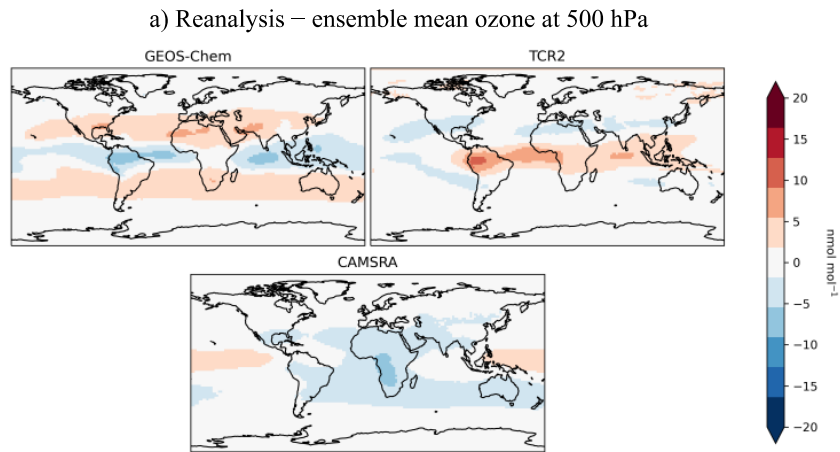 a) Reanalysis − ensemble mean ozone at 500 hPa
GEOS-Chem
TCR2
CAMSRA
20
15
10
5
0
−5
−10
−15
−20
nmol mol⁻¹